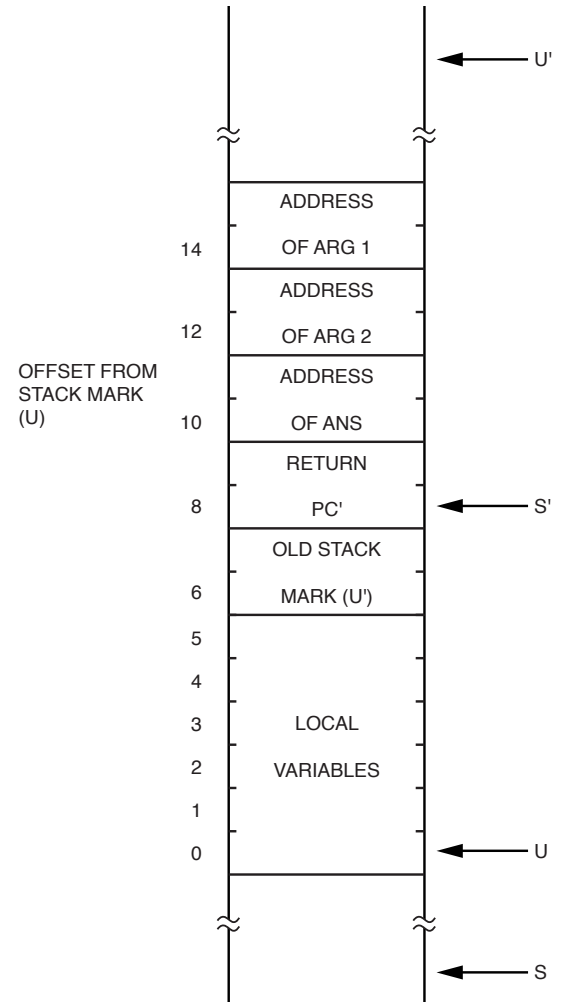 U'
ADDRESS
14 OF ARG 1
ADDRESS
12 OF ARG 2
OFFSET FROM
STACK MARK
(U)
ADDRESS
10 OF ANS
RETURN
8 PC' S'
OLD STACK
6 MARK (U')
5
4
3 LOCAL
2 VARIABLES
1
0 U
S